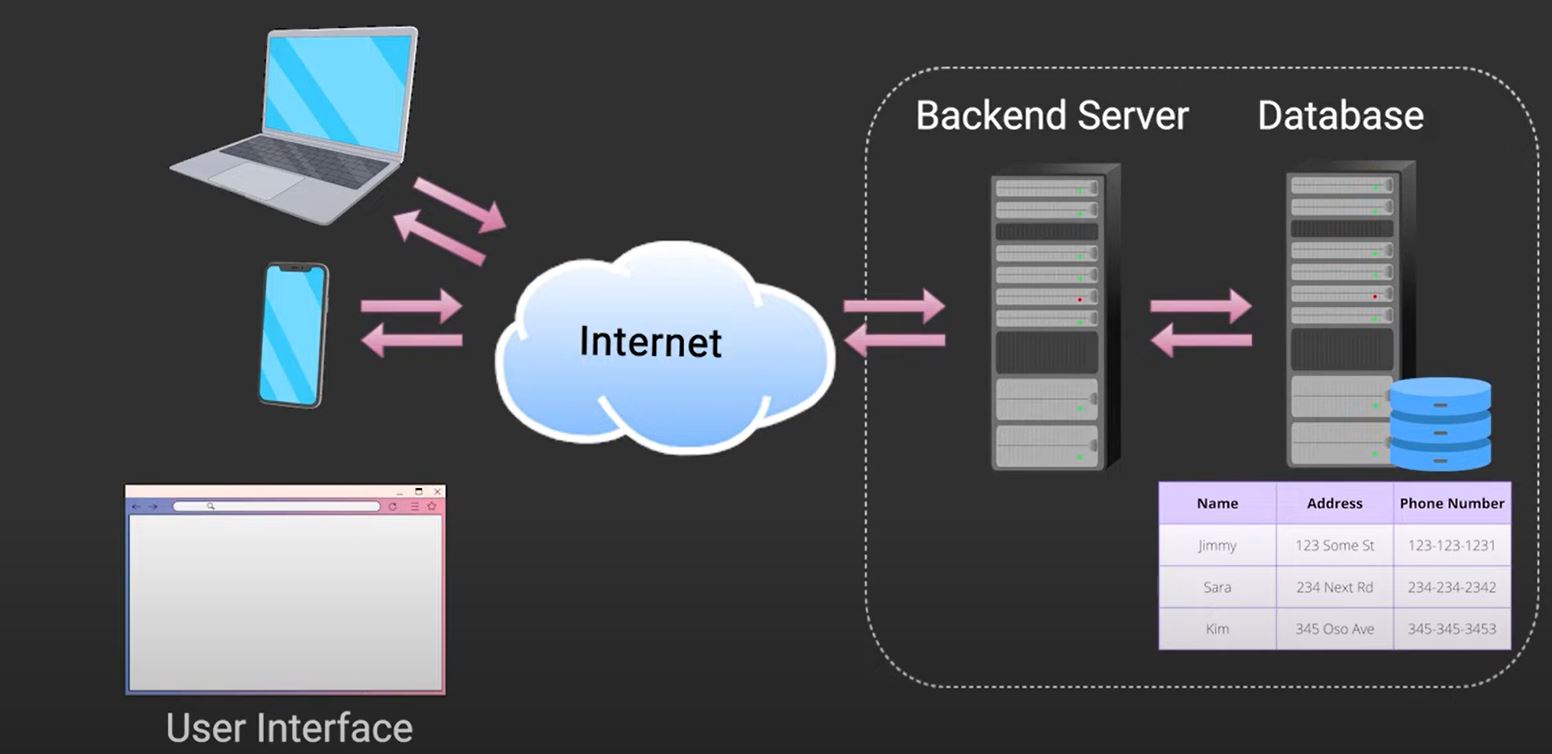 Backend Server
Database
Internet
Name Address Phone Number
Jimmy 123 Some St 123-123-1231
Sara 234 Next Rd 234-234-2342
Kim 345 Oso Ave 345-345-3453
User Interface